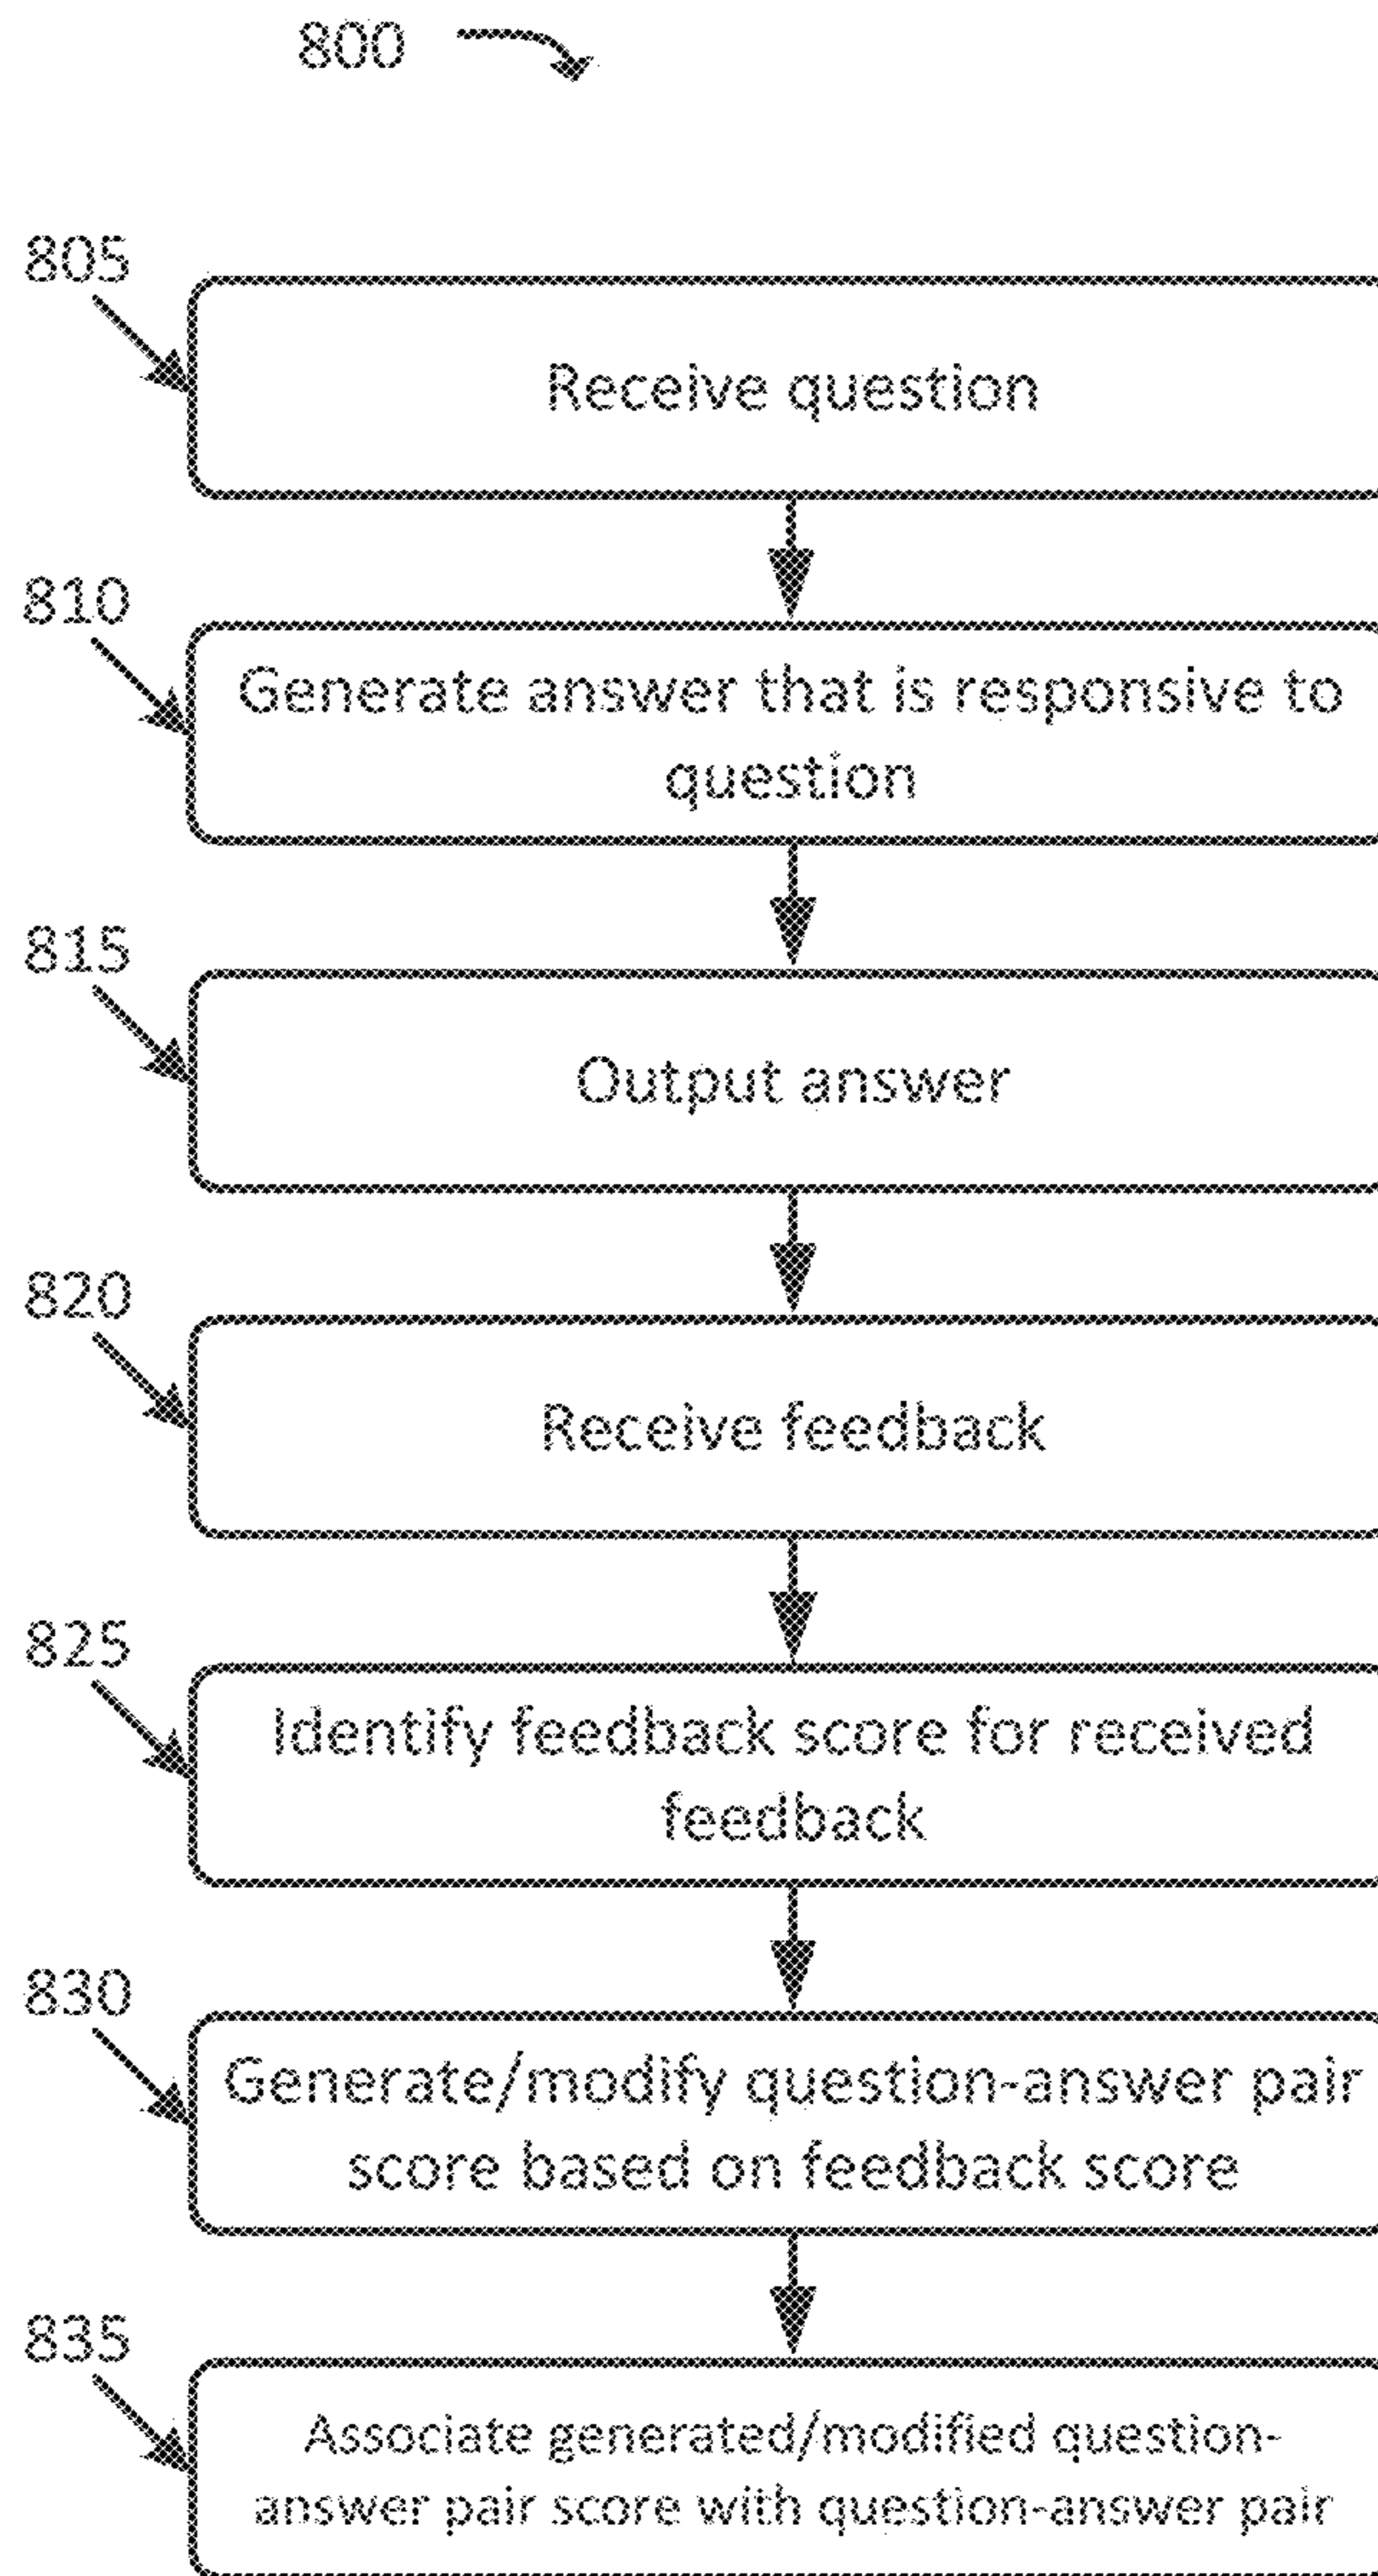 800
805
Receive question
810
Generate answer that is responsive to
question
815
Output answer
820
Receive feedback
825
Identify feedback score for received
feedback
830
Generate/modify question-answer pair
score based on feedback score
835
Associate generated/modified question-
answer pair score with question-answer pair